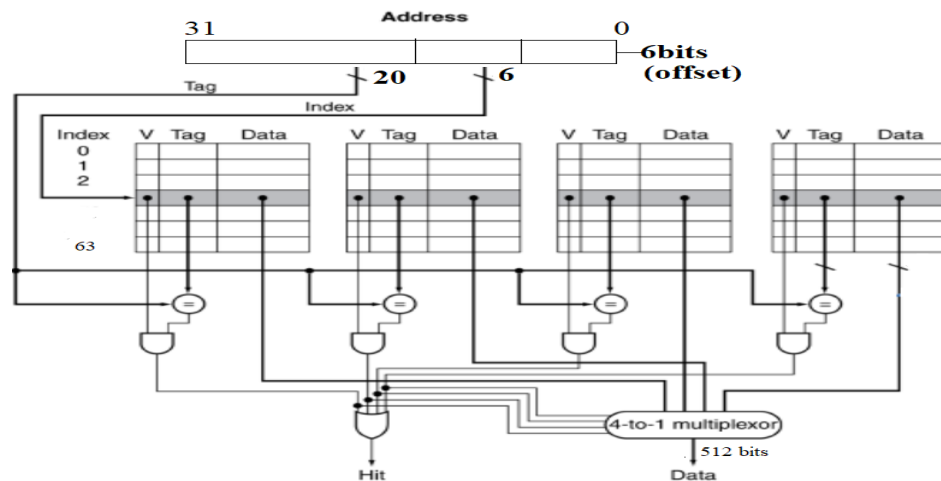 Address
31 0
6bits
(offset)
20 6
Tag
Index
Index V Tag Data V Tag Data V Tag Data V Tag Data
0
1
2
63
= = = =
4-to-1 multiplexor
512 bits
Hit Data